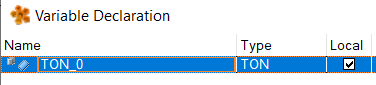 Variable Declaration
Name Type Local
TON_0 TON